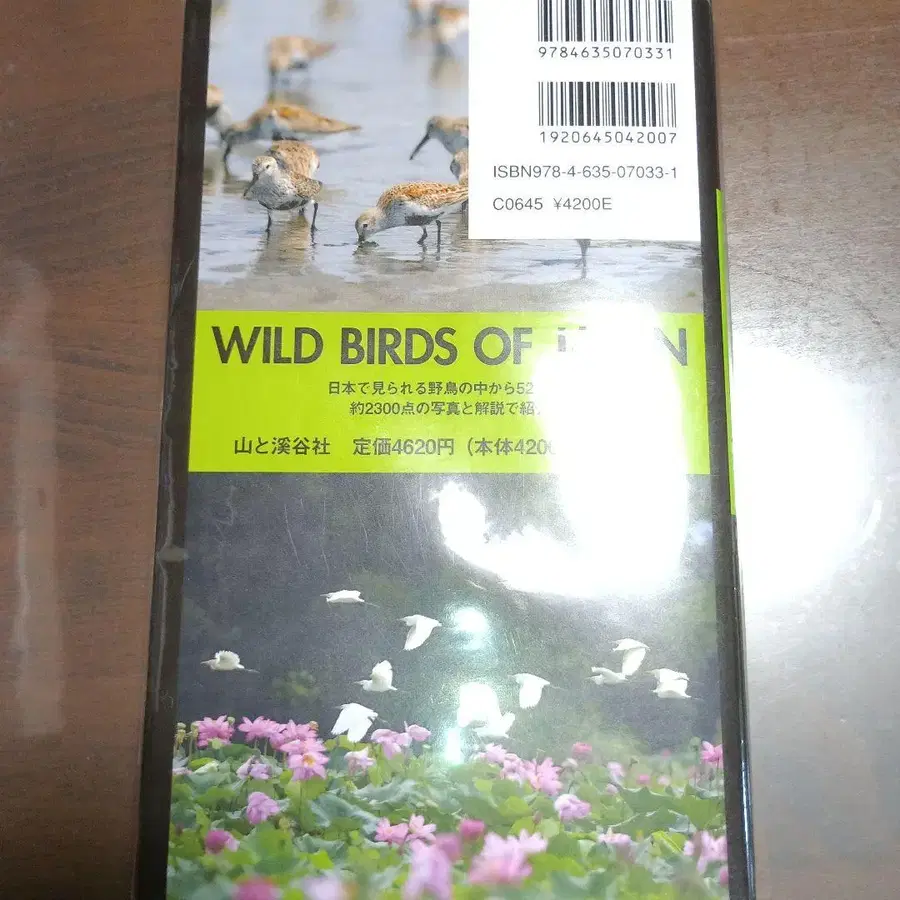 9784635070331
1920645042007
ISBN978-4-635-07033-1
C0645 ¥4200E
WILD BIRDS OF
日本で見られる野鳥の中から52
約2300点の写真と解説で紹
山と溪谷社 定価4620円（本体420